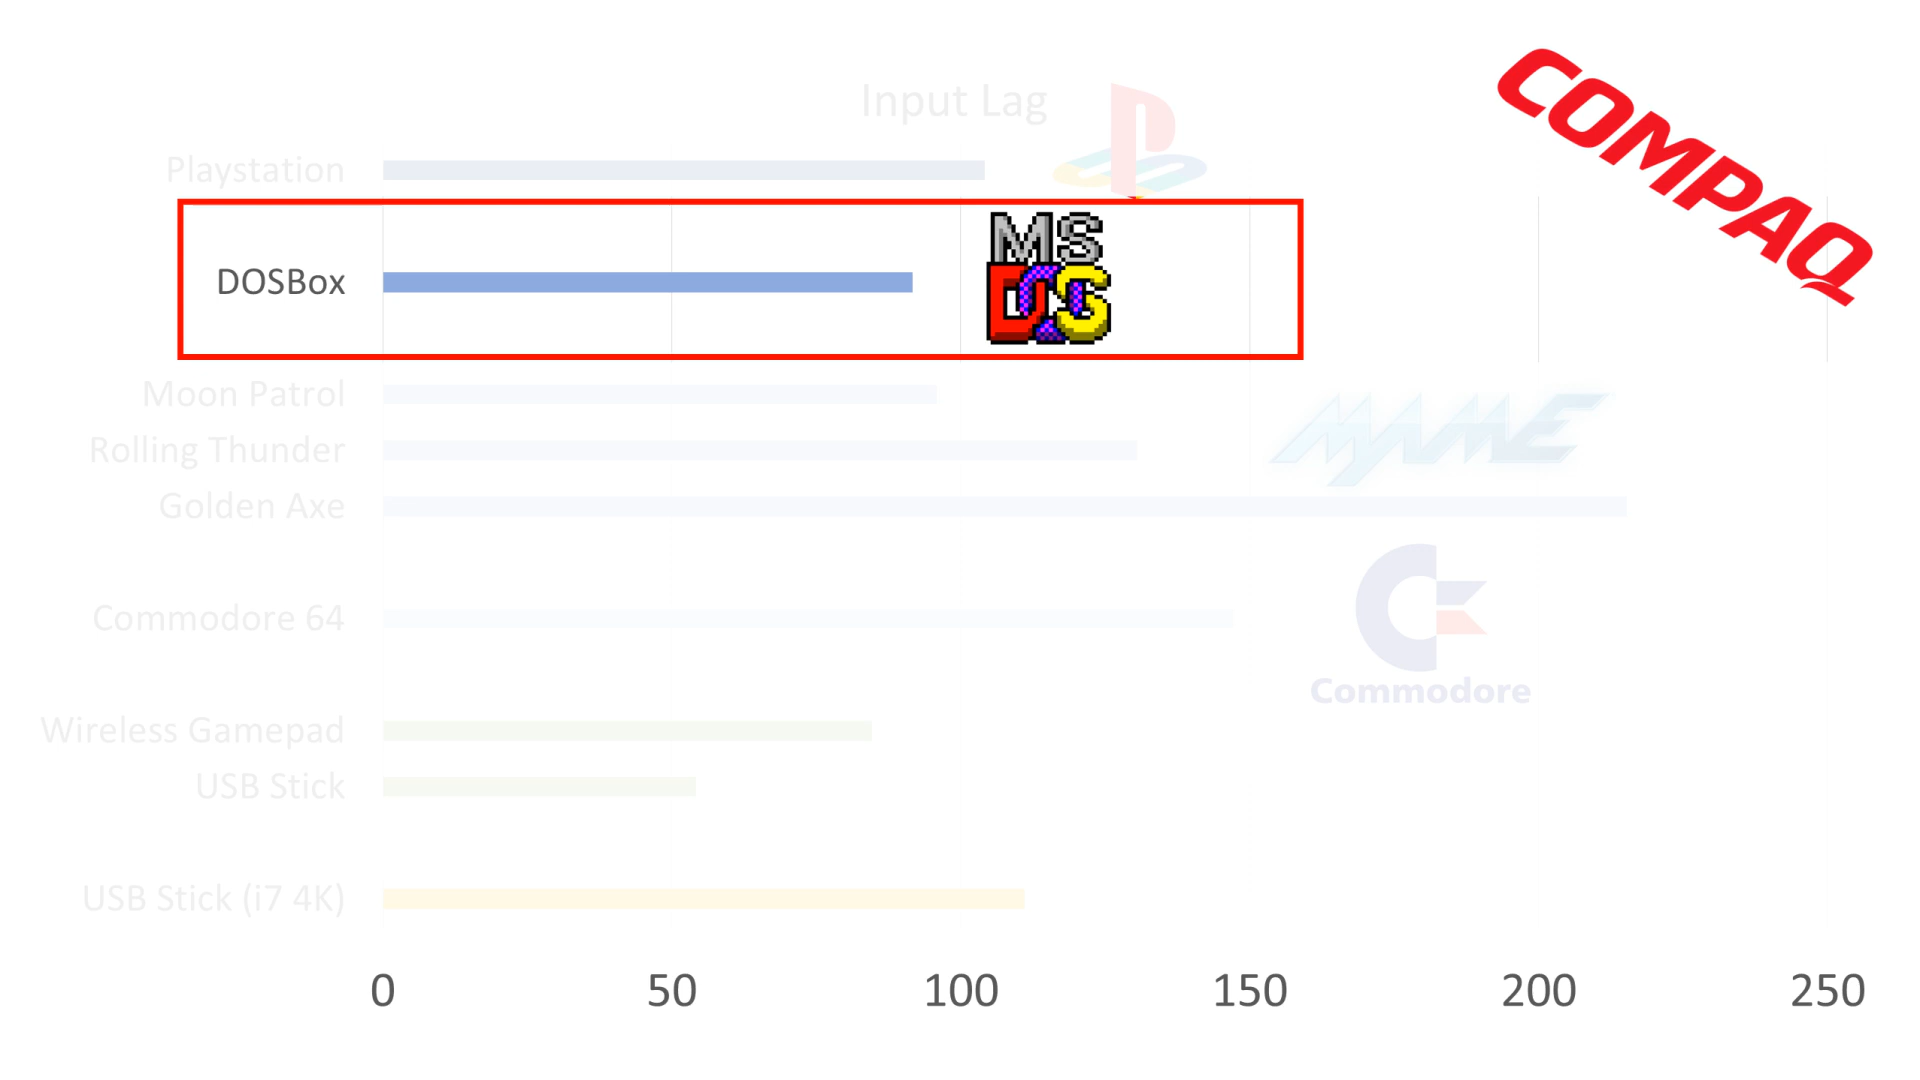 Input Lag
COMPAQ
Playstation
DOSBox
MS
DOS
Moon Patrol
Rolling Thunder
MAME
Golden Axe
Commodore 64
Commodore
Wireless Gamepad
USB Stick
USB Stick (i7 4K)
0 50 100 150 200 250